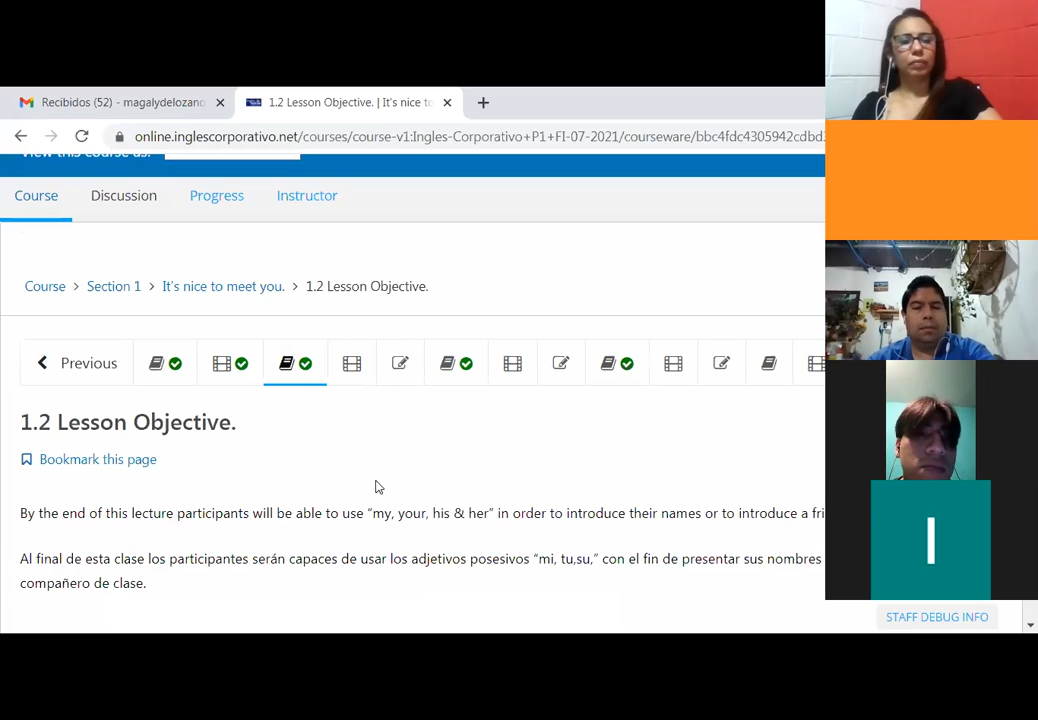 Recibidos (52) - magalydelozano
1.2 Lesson Objective. | It's nice to
online.inglescorporativo.net/courses/course-v1:Ingles-Corporativo+P1+FI-07-2021/courseware/bbc4fdc4305942cdbd
View this course as:
Course Discussion Progress Instructor
Course > Section 1 > It's nice to meet you. > 1.2 Lesson Objective.
Previous
1.2 Lesson Objective.
Bookmark this page
By the end of this lecture participants will be able to use “my, your, his & her” in order to introduce their names or to introduce a fri
Al final de esta clase los participantes serán capaces de usar los adjetivos posesivos “mi, tu,su,” con el fin de presentar sus nombres
compañero de clase.
I
STAFF DEBUG INFO